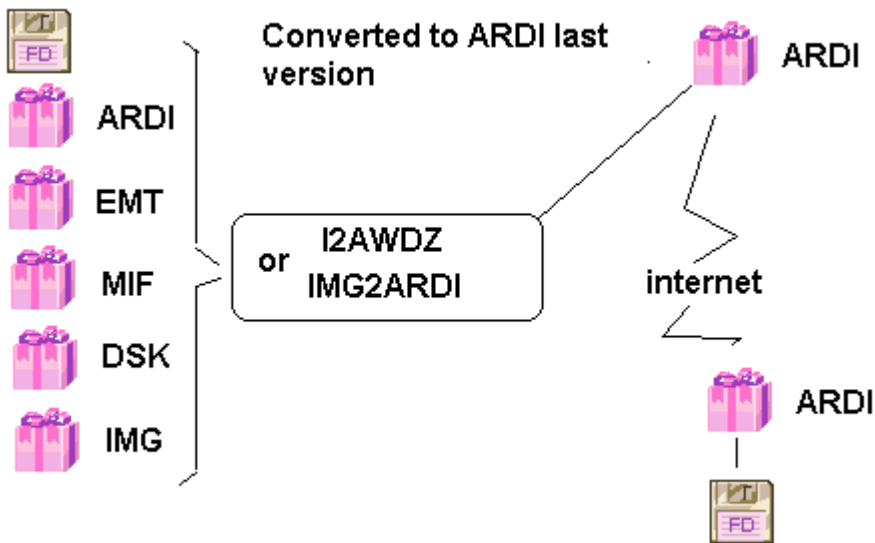 FD
ARDI
EMT
MIF
DSK
IMG
Converted to ARDI last
version
or
I2AWDZ
IMG2ARDI
ARDI
internet
ARDI
FD